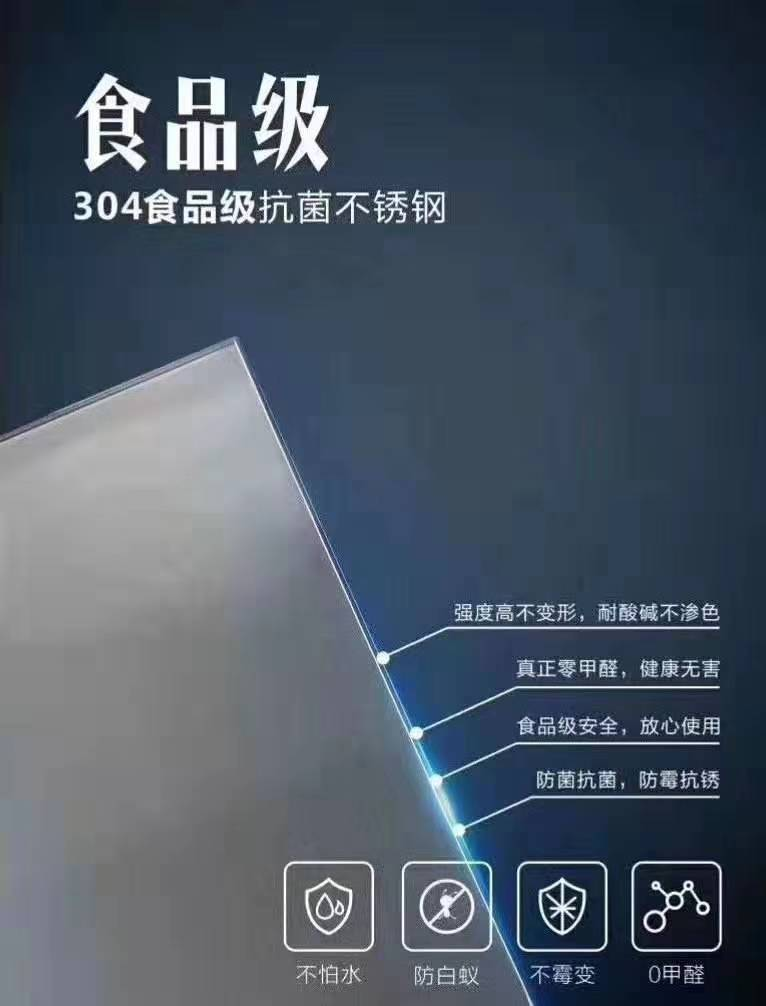 食品级
304食品级抗菌不锈钢
强度高不变形，耐酸碱不渗色
真正零甲醛，健康无害
食品级安全，放心使用
防菌抗菌，防霉抗锈
不怕水
防白蚁
不霉变
0甲醛